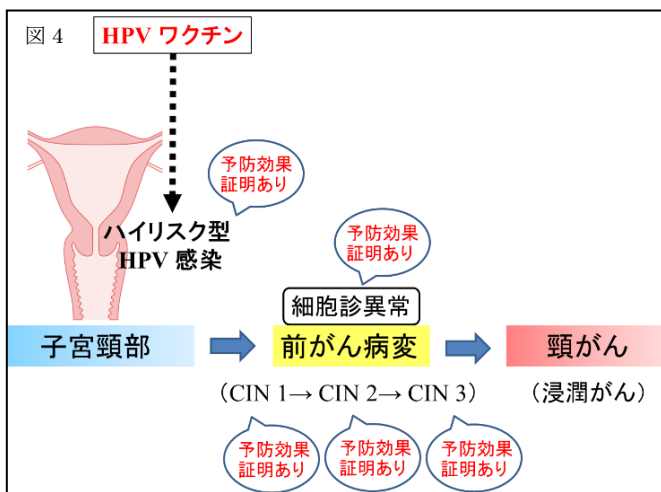 図 4
HPV ワクチン
予防効果
証明あり
ハイリスク型
HPV 感染
予防効果
証明あり
細胞診異常
子宮頸部
前がん病変
頸がん
（CIN 1→ CIN 2→ CIN 3）
（浸潤がん）
予防効果
証明あり
予防効果
証明あり
予防効果
証明あり